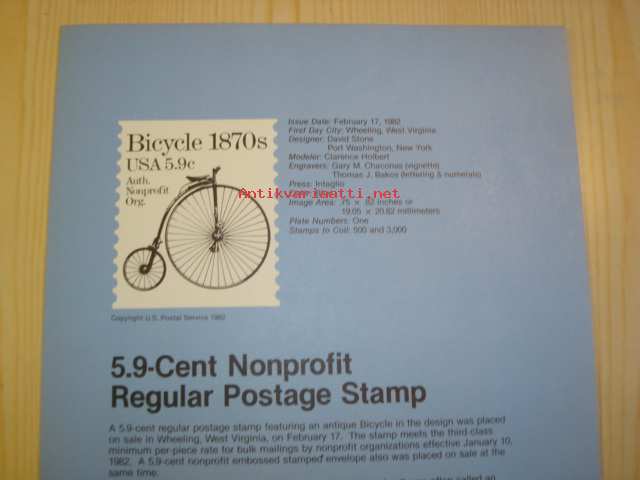 Bicycle 1870s
USA 5.9c
Auth.
Nonprofit
Org.
Issue Date: February 17, 1982
First Day City: Wheeling, West Virginia
Designer: David Stone
Port Washington, New York
Modeler: Clarence Holbert
Engravers: Gary M. Chaconas (vignette)
Thomas J. Bakos (lettering & numerals)
Press: Intaglio
Antikvariaatti.net
Image Area: .75 x .82 inches or
19.05 x 20.82 millimeters
Plate Numbers: One
Stamps to Coil: 500 and 3,000
Copyright U.S. Postal Service 1982
5.9-Cent Nonprofit
Regular Postage Stamp
A 5.9-cent regular postage stamp featuring an antique Bicycle in the design was placed
on sale in Wheeling, West Virginia, on February 17. The stamp meets the third-class
minimum per-piece rate for bulk mailings by nonprofit organizations effective January 10,
1982. A 5.9-cent nonprofit embossed stamped envelope also was placed on sale at the
same time.
often called an